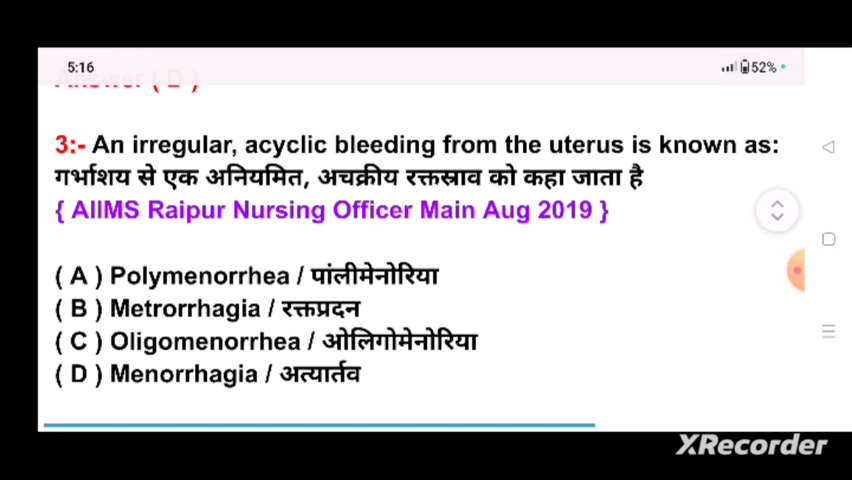 5:16
52%
Answer ( D )
3:- An irregular, acyclic bleeding from the uterus is known as:
गर्भाशय से एक अनियमित, अचक्रीय रक्तस्राव को कहा जाता है
{ AIIMS Raipur Nursing Officer Main Aug 2019 }
( A ) Polymenorrhea / पांलीमेनोरिया
( B ) Metrorrhagia / रक्तप्रदन
( C ) Oligomenorrhea / ओलिगोमेनोरिया
( D ) Menorrhagia / अत्यार्तव
XRecorder